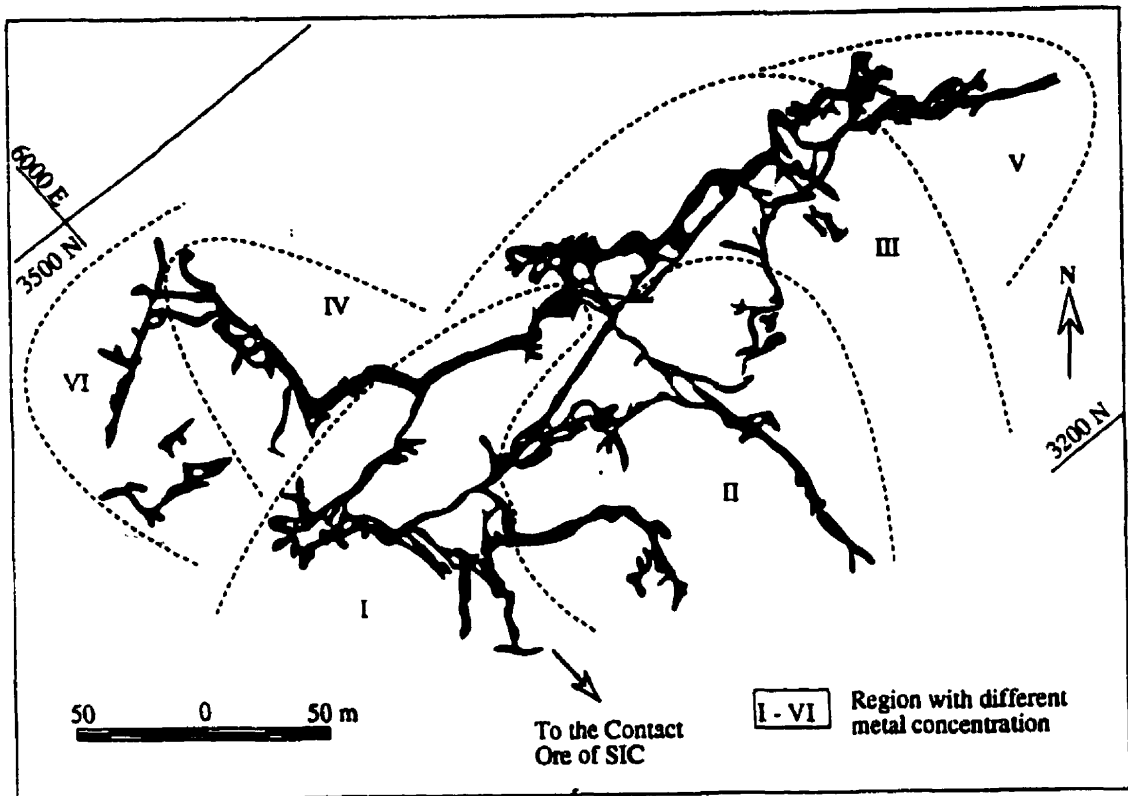 6000 E
3500 N
V
III
N
IV
VI
3200 N
II
I
50 0 50 m
To the Contact
Ore of SIC
I - VI
Region with different
metal concentration